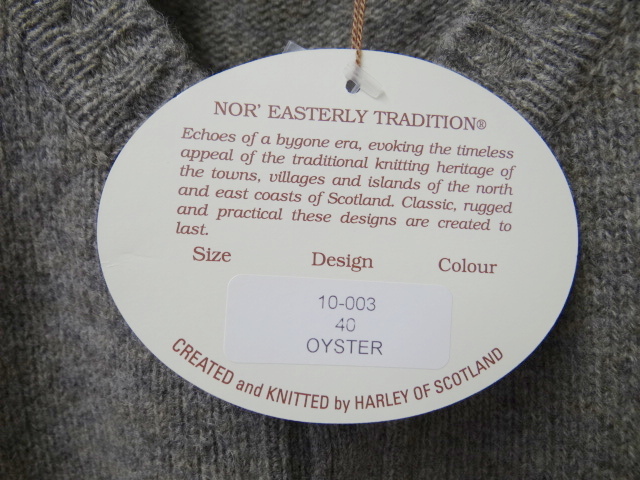 NOR' EASTERLY TRADITION®
Echoes of a bygone era, evoking the timeless
appeal of the traditional knitting heritage of
the towns, villages and islands of the north
and east coasts of Scotland. Classic, rugged
and practical these designs are created to
last.
Size Design Colour
10-003
40
OYSTER
CREATED and KNITTED by HARLEY OF SCOTLAND